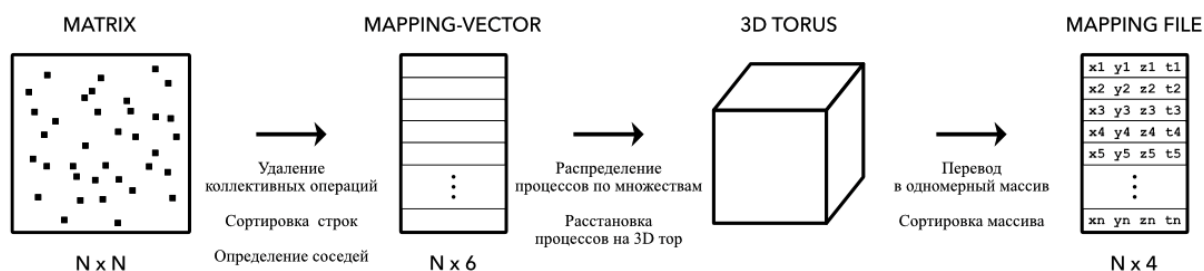 MATRIX
N x N
Удаление
коллективных операций
Сортировка строк
Определение соседей
MAPPING-VECTOR
N x 6
Распределение
процессов по множествам
Расстановка
процессов на 3D тор
3D TORUS
Перевод
в одномерный массив
Сортировка массива
MAPPING FILE
x1 y1 z1 t1
x2 y2 z2 t2
x3 y3 z3 t3
x4 y4 z4 t4
x5 y5 z5 t5
xn yn zn tn
N x 4